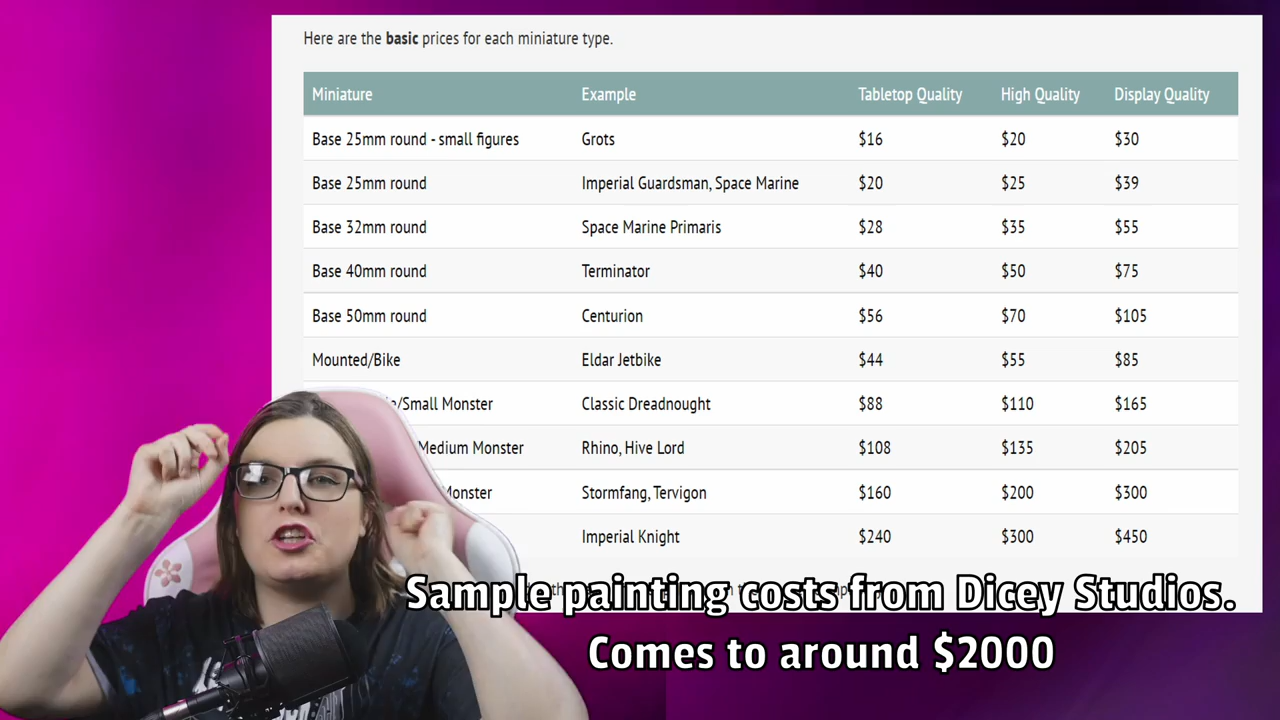 Here are the basic prices for each miniature type.
Miniature Example Tabletop Quality High Quality Display Quality
Base 25mm round - small figures Grots $16 $20 $30
Base 25mm round Imperial Guardsman, Space Marine $20 $25 $39
Base 32mm round Space Marine Primaris $28 $35 $55
Base 40mm round Terminator $40 $50 $75
Base 50mm round Centurion $56 $70 $105
Mounted/Bike Eldar Jetbike $44 $55 $85
/Small Monster Classic Dreadnought $88 $110 $165
Medium Monster Rhino, Hive Lord $108 $135 $205
Monster Stormfang, Tervigon $160 $200 $300
Imperial Knight $240 $300 $450
Sample painting costs from Dicey Studios.
Comes to around $2000